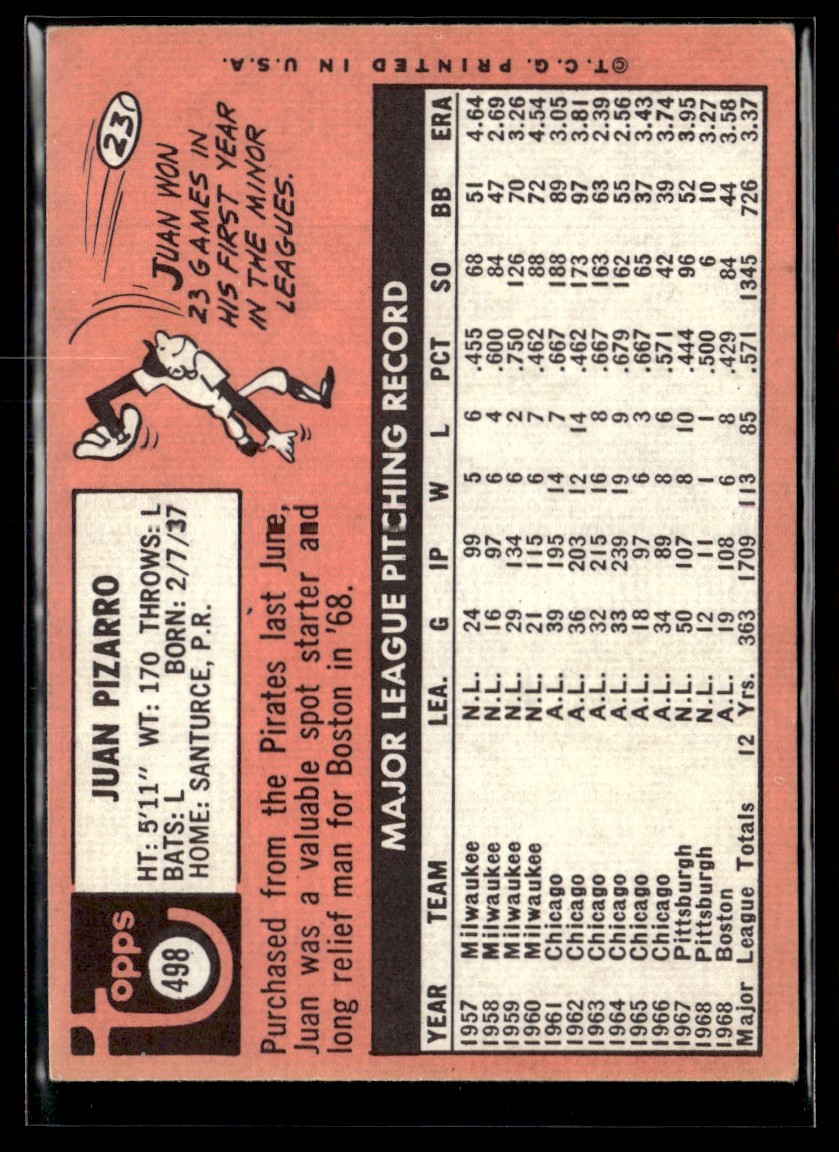 topps
498
JUAN PIZARRO
HT: 5'11" WT: 170 THROWS: L
BATS: L BORN: 2/7/37
HOME: SANTURCE, P.R.
23
JUAN WON
23 GAMES IN
HIS FIRST YEAR
IN THE MINOR
LEAGUES.
Purchased from the Pirates last June,
Juan was a valuable spot starter and
long relief man for Boston in '68.
MAJOR LEAGUE PITCHING RECORD
YEAR TEAM LEA. G IP W L PCT SO BB ERA
1957 Milwaukee N.L. 24 99 5 6 .455 68 51 4.64
1958 Milwaukee N.L. 16 97 6 4 .600 84 47 2.69
1959 Milwaukee N.L. 29 134 6 2 .750 126 70 3.26
1960 Milwaukee N.L. 21 115 6 7 .462 88 72 4.54
1961 Chicago A.L. 39 195 14 7 .667 188 89 3.05
1962 Chicago A.L. 36 203 12 14 .462 173 97 3.81
1963 Chicago A.L. 32 215 16 8 .667 163 63 2.39
1964 Chicago A.L. 33 239 19 9 .679 162 55 2.56
1965 Chicago A.L. 18 97 6 3 .667 65 37 3.43
1966 Chicago A.L. 34 89 8 6 .571 42 39 3.74
1967 Pittsburgh N.L. 50 107 8 10 .444 96 52 3.95
1968 Pittsburgh N.L. 12 11 1 1 .500 6 10 3.27
1968 Boston A.L. 19 108 6 8 .429 84 44 3.58
Major League Totals 12 Yrs. 363 1709 113 85 .571 1345 726 3.37
©T.C.G. PRINTED IN U.S.A.